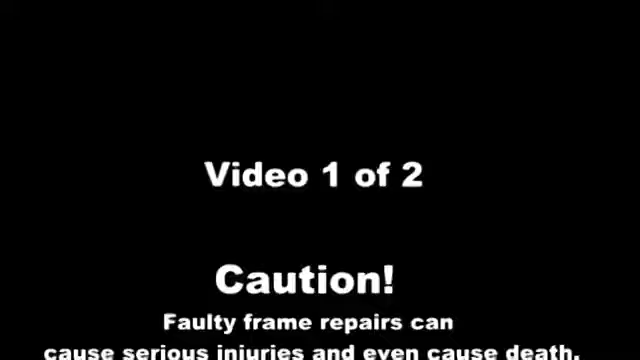 Video 1 of 2
Caution!
Faulty frame repairs can
cause serious injuries and even cause death.